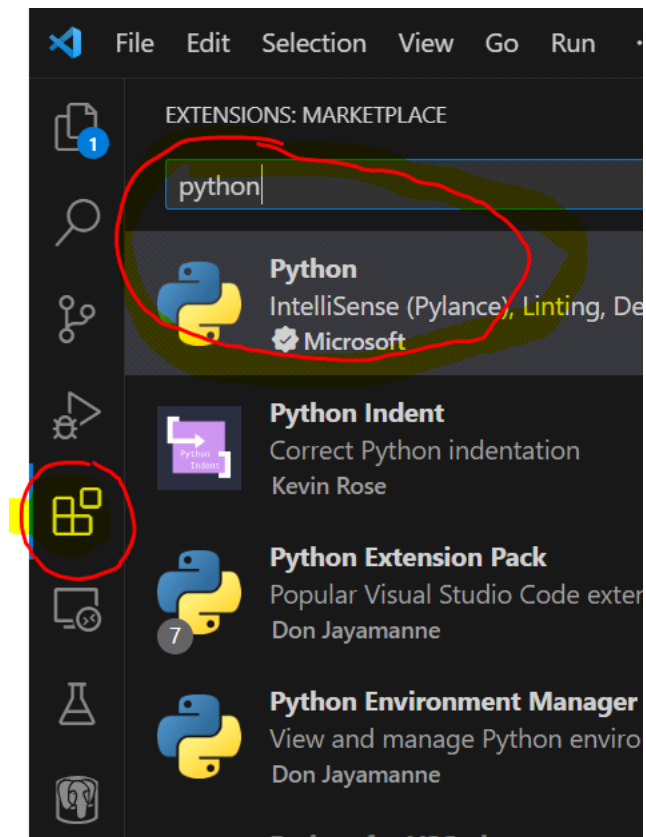 File Edit Selection View Go Run
EXTENSIONS: MARKETPLACE
1
python
Python
IntelliSense (Pylance), Linting, De
Microsoft
Python Indent
Correct Python indentation
Kevin Rose
Python
Indent
Python Extension Pack
Popular Visual Studio Code exter
Don Jayamanne
7
Python Environment Manager
View and manage Python enviro
Don Jayamanne